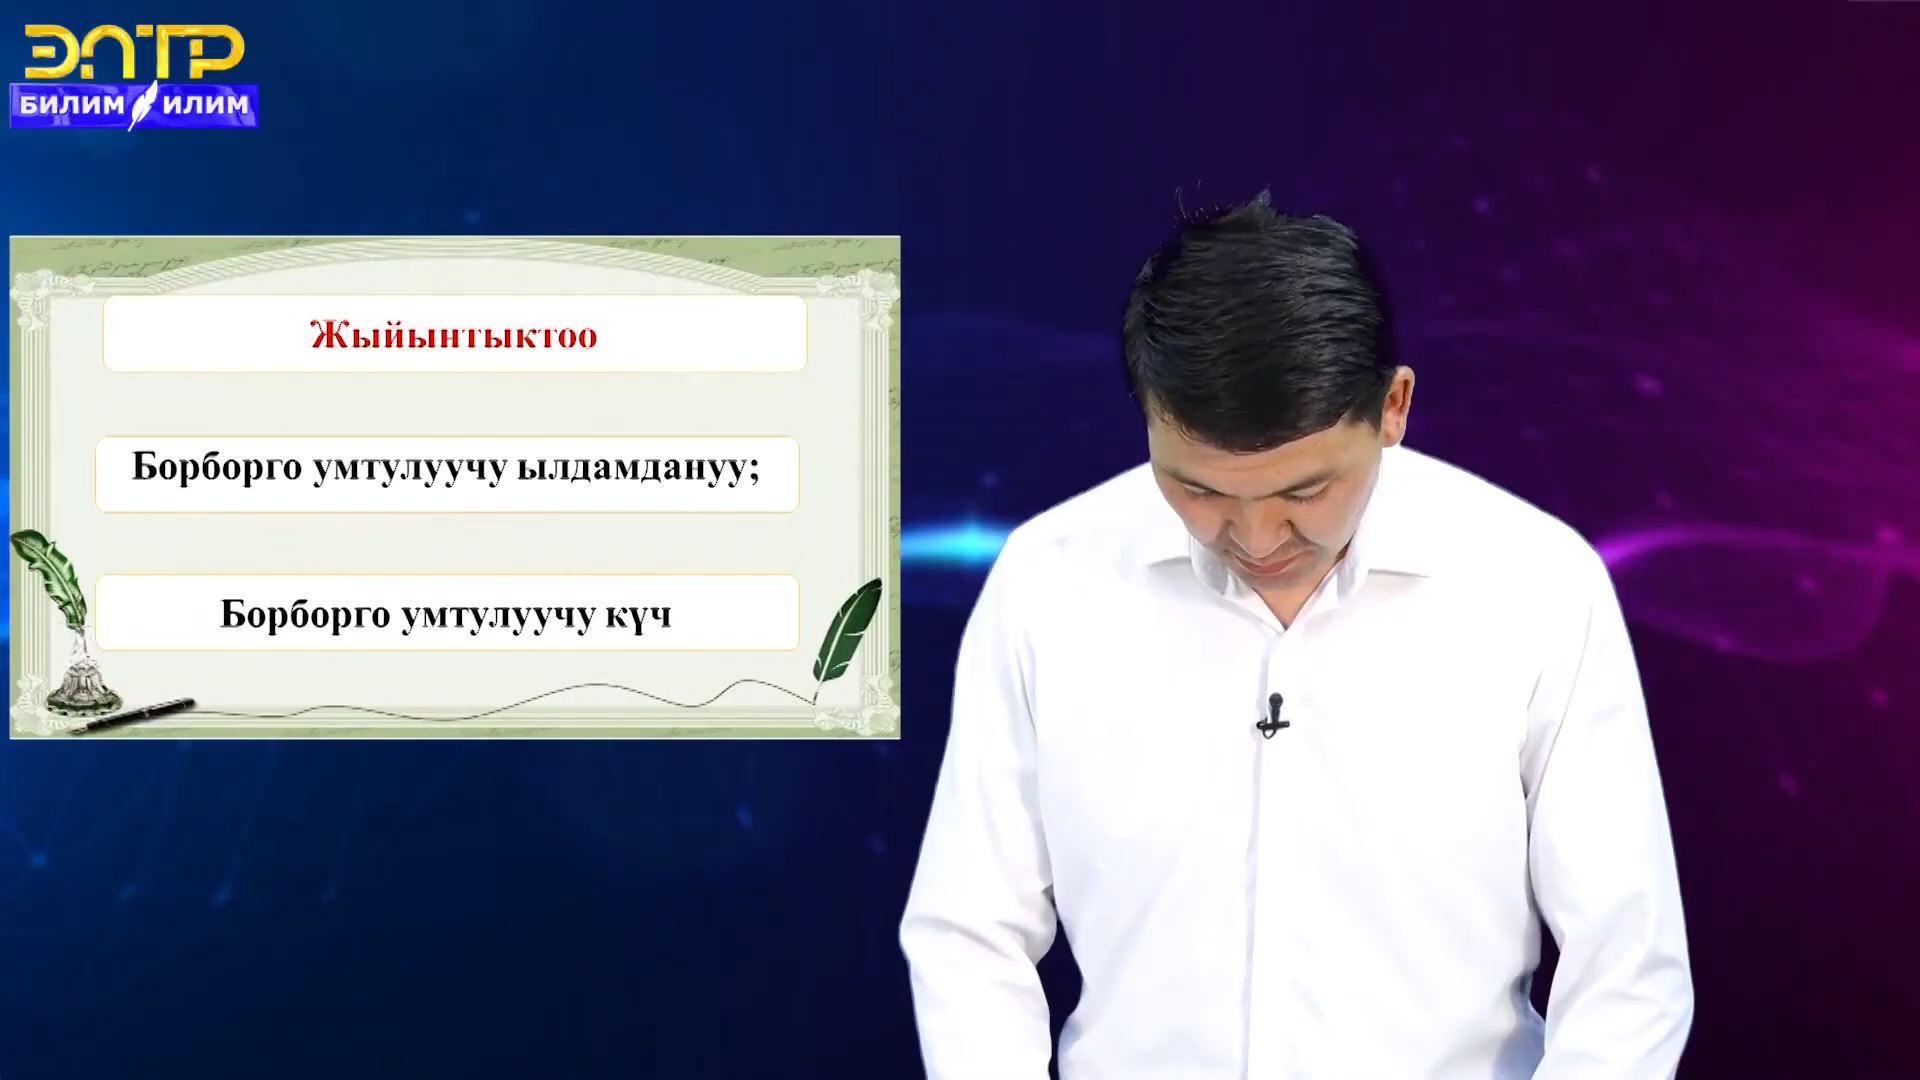 ЭЛТР
БИЛИМ ИЛИМ
Жыйынтыктоо
Борборго умтулуучу ылдамдануу;
Борборго умтулуучу күч